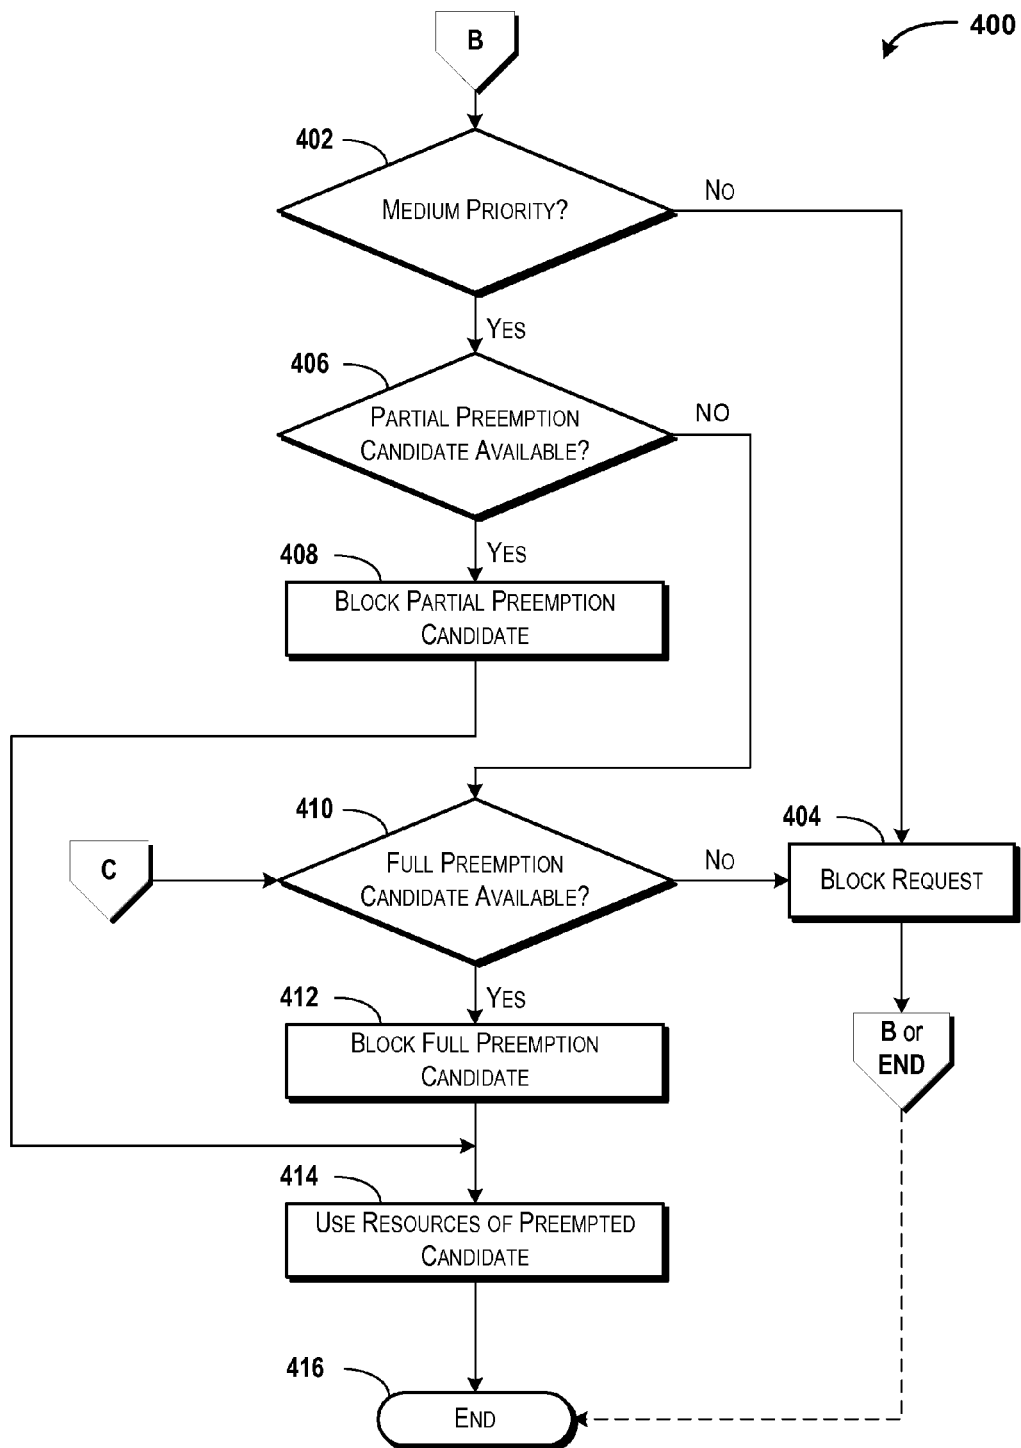 B
400
402
MEDIUM PRIORITY?
NO
YES
406
PARTIAL PREEMPTION
CANDIDATE AVAILABLE?
NO
YES
408
BLOCK PARTIAL PREEMPTION
CANDIDATE
410
FULL PREEMPTION
CANDIDATE AVAILABLE?
C
NO
404
BLOCK REQUEST
YES
412
BLOCK FULL PREEMPTION
CANDIDATE
B or
END
414
USE RESOURCES OF PREEMPTED
CANDIDATE
416
END